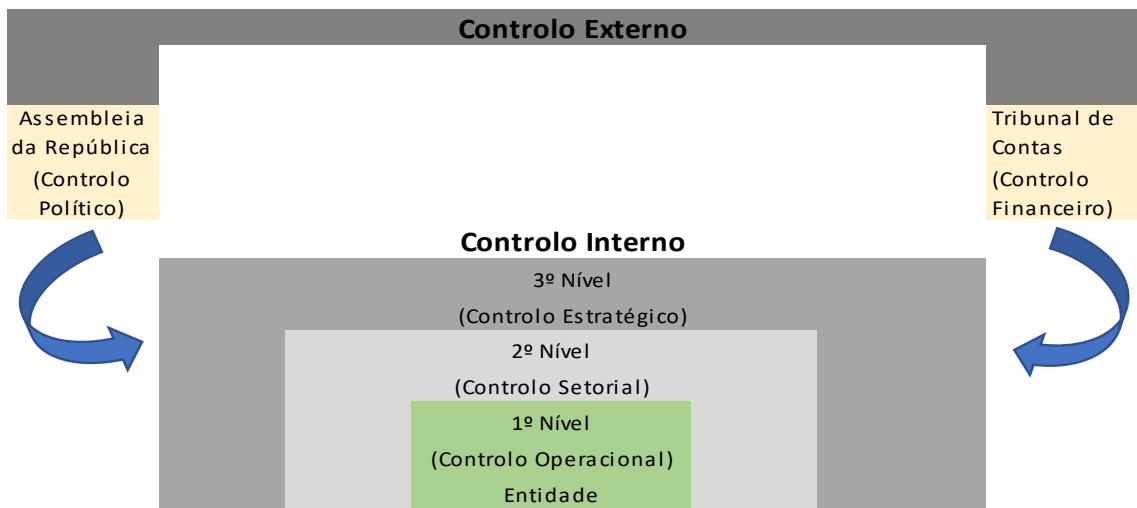 Controlo Externo
Assembleia
da República
(Controlo
Político)
Tribunal de
Contas
(Controlo
Financeiro)
Controlo Interno
3º Nível
(Controlo Estratégico)
2º Nível
(Controlo Setorial)
1º Nível
(Controlo Operacional)
Entidade